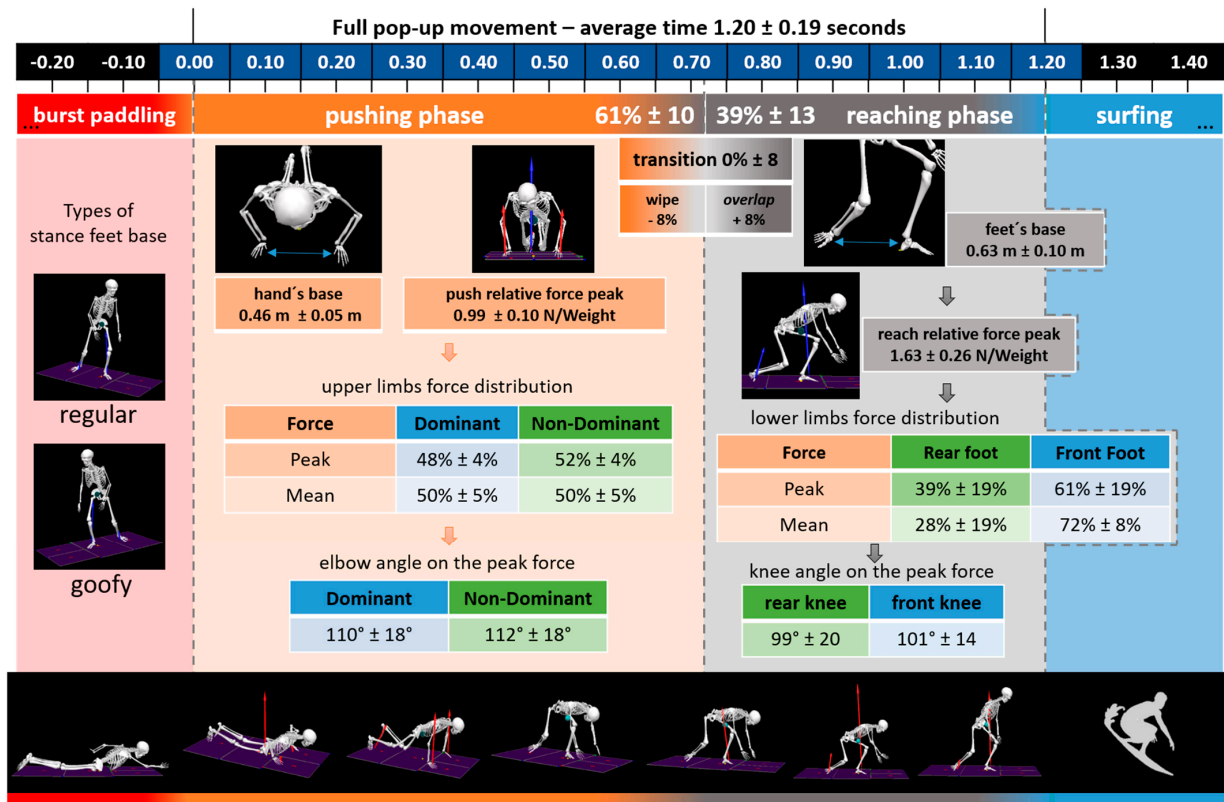 Full pop-up movement – average time 1.20 ± 0.19 seconds
-0.20 -0.10 0.00 0.10 0.20 0.30 0.40 0.50 0.60 0.72 0.80 0.90 1.00 1.10 1.20 1.30 1.40
... burst paddling pushing phase 61% ± 10 39% ± 13 reaching phase surfing ...
Types of
stance feet base
regular
goofy
hand´s base
0.46 m ± 0.05 m
push relative force peak
0.99 ± 0.10 N/Weight
upper limbs force distribution
Force Dominant Non-Dominant
Peak 48% ± 4% 52% ± 4%
Mean 50% ± 5% 50% ± 5%
elbow angle on the peak force
Dominant Non-Dominant
110° ± 18° 112° ± 18°
transition 0% ± 8
wipe overlap
- 8% + 8%
feet´s base
0.63 m ± 0.10 m
reach relative force peak
1.63 ± 0.26 N/Weight
lower limbs force distribution
Force Rear foot Front Foot
Peak 39% ± 19% 61% ± 19%
Mean 28% ± 19% 72% ± 8%
knee angle on the peak force
rear knee front knee
99° ± 20 101° ± 14